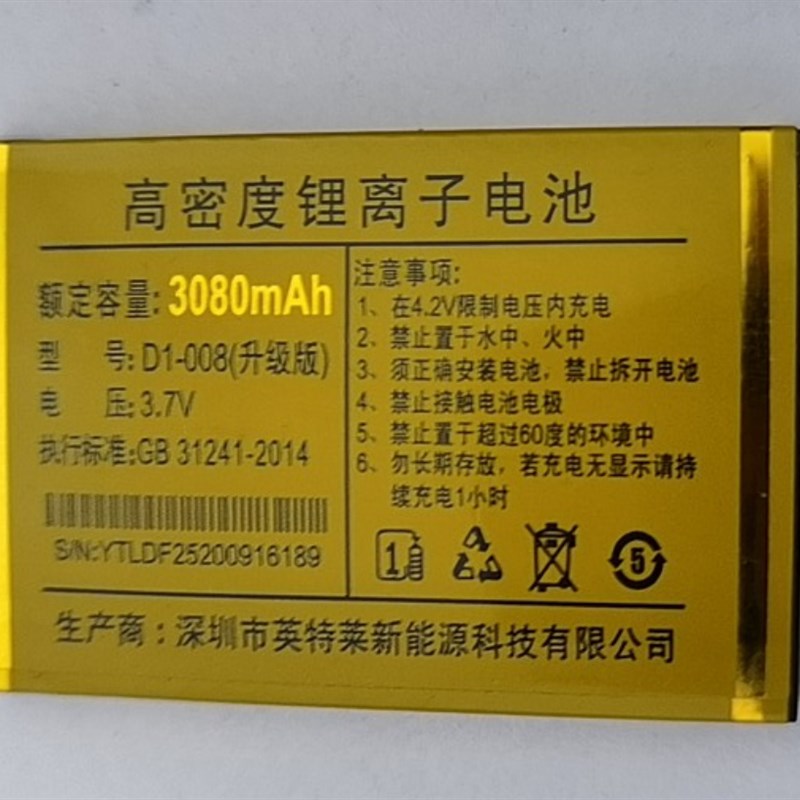 高密度锂离子电池
额定容量: 3080mAh
型 号: D1-008(升级版)
电 压: 3.7V
执行标准:GB 31241-2014
S/N:YTLDF25200916189
注意事项:
1、在4.2V限制电压内充电
2、禁止置于水中、火中
3、须正确安装电池，禁止拆开电池
4、禁止接触电池电极
5、禁止置于超过60度的环境中
6、勿长期存放，若充电无显示请持
续充电1小时
1
5
生产商：深圳市英特莱新能源科技有限公司